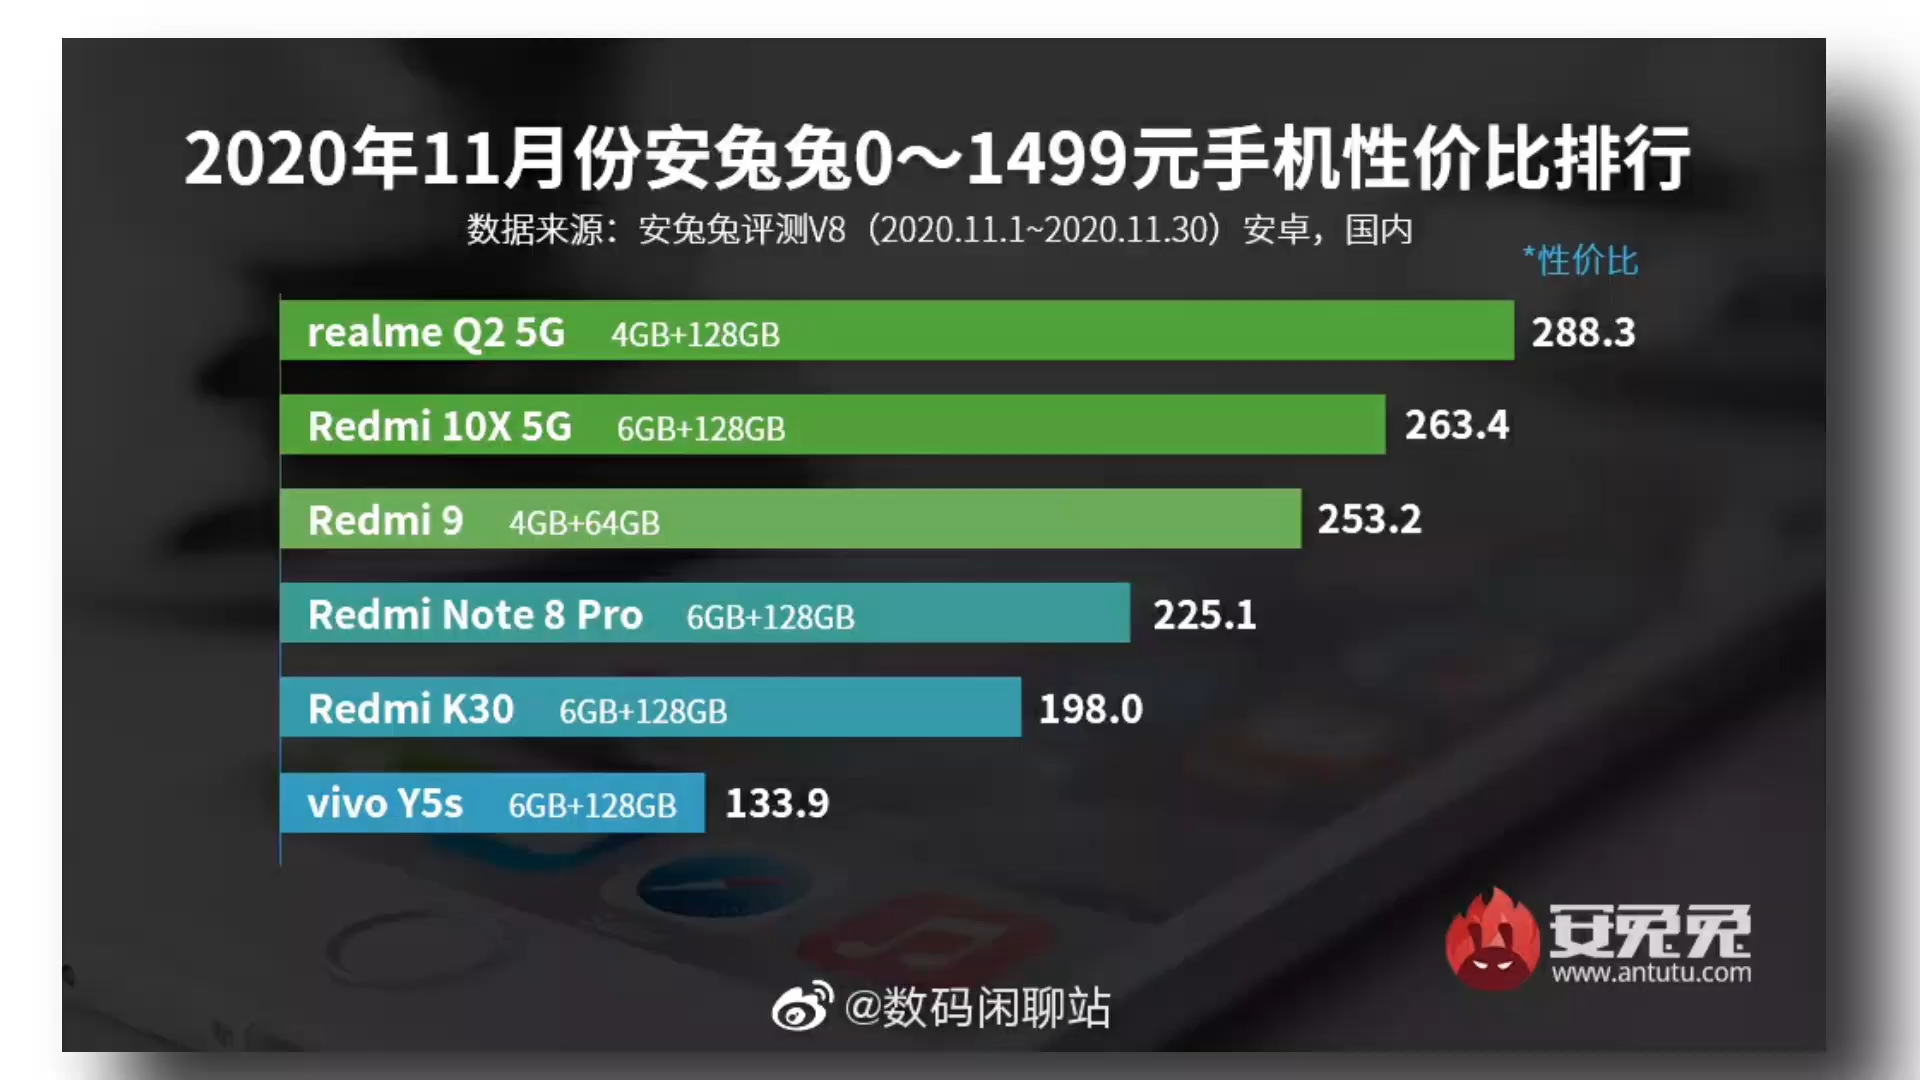 2020年11月份安兔兔0～1499元手机性价比排行
数据来源：安兔兔评测V8（2020.11.1~2020.11.30）安卓，国内
*性价比
realme Q2 5G 4GB+128GB 288.3
Redmi 10X 5G 6GB+128GB 263.4
Redmi 9 4GB+64GB 253.2
Redmi Note 8 Pro 6GB+128GB 225.1
Redmi K30 6GB+128GB 198.0
vivo Y5s 6GB+128GB 133.9
安兔兔
www.antutu.com
@数码闲聊站